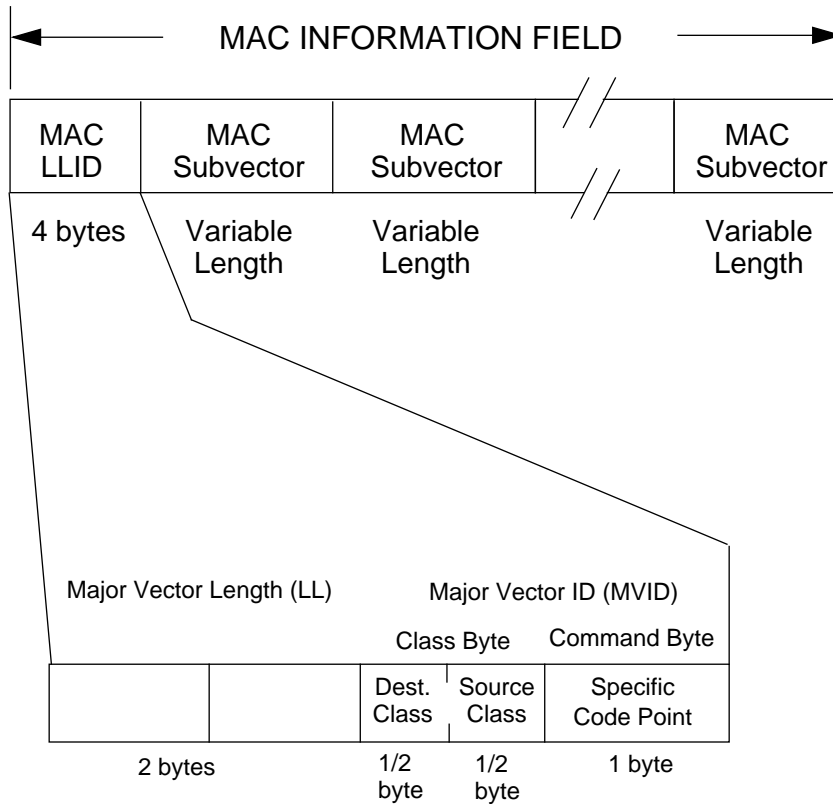 MAC INFORMATION FIELD
MAC LLID
MAC Subvector
MAC Subvector
MAC Subvector
4 bytes
Variable Length
Variable Length
Variable Length
Major Vector Length (LL)
Major Vector ID (MVID)
Class Byte
Command Byte
Dest. Class
Source Class
Specific Code Point
2 bytes
1/2 byte
1/2 byte
1 byte